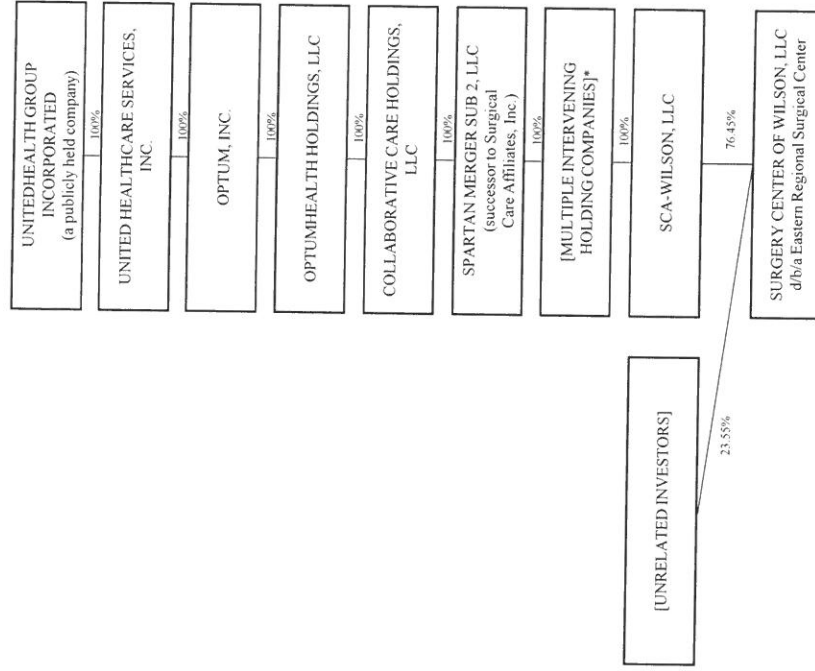 UNITEDHEALTH GROUP
INCORPORATED
(a publicly held company)
100%
UNITED HEALTHCARE SERVICES,
INC.
100%
OPTUM, INC.
100%
OPTUMHEALTH HOLDINGS, LLC
100%
COLLABORATIVE CARE HOLDINGS,
LLC
100%
SPARTAN MERGER SUB 2, LLC
(successor to Surgical
Care Affiliates, Inc.)
100%
[MULTIPLE INTERVENING
HOLDING COMPANIES]*
100%
[UNRELATED INVESTORS]
SCA-WILSON, LLC
23.55%
76.45%
SURGERY CENTER OF WILSON, LLC
d/b/a Eastern Regional Surgical Center